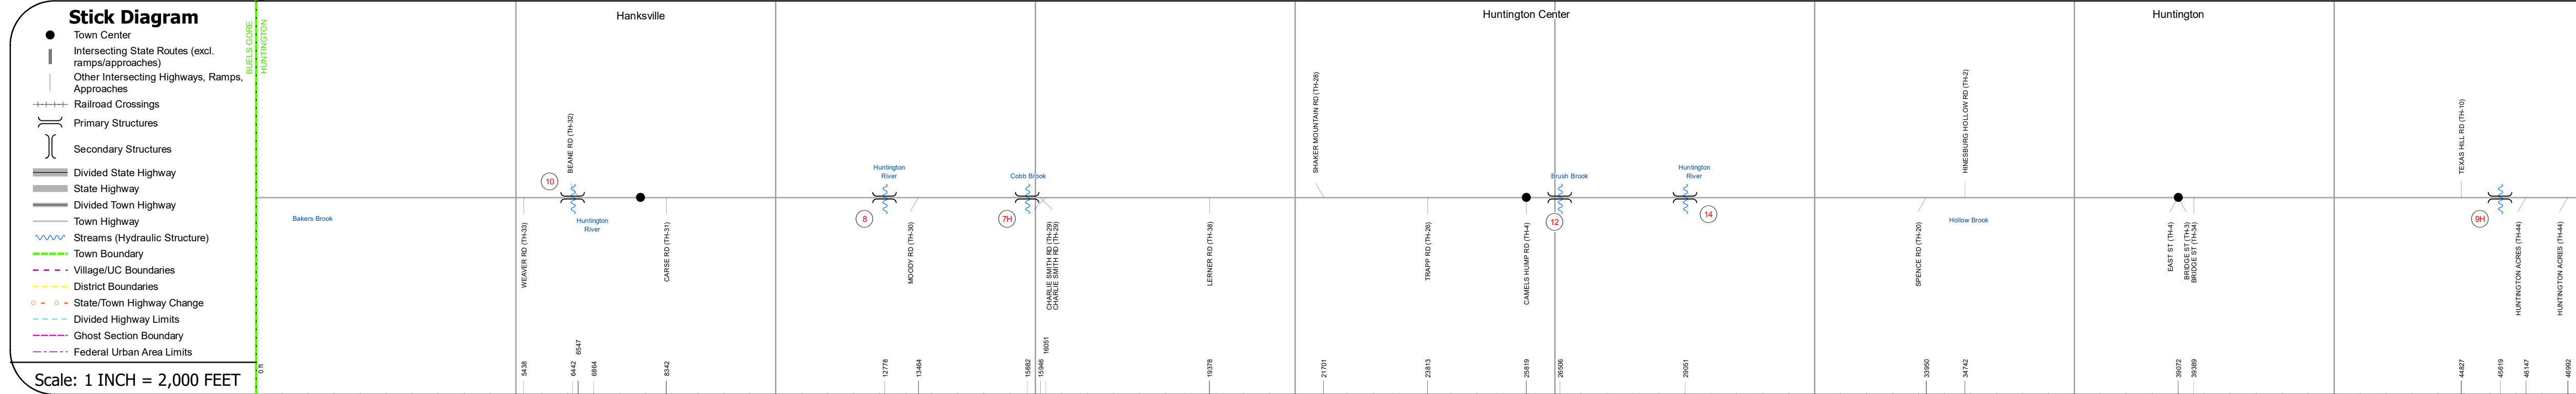 Stick Diagram
Town Center
Intersecting State Routes (excl.
ramps/approaches)
Other Intersecting Highways, Ramps,
Approaches
Railroad Crossings
Primary Structures
Secondary Structures
Divided State Highway
State Highway
Divided Town Highway
Town Highway
Streams (Hydraulic Structure)
Town Boundary
Village/UC Boundaries
District Boundaries
State/Town Highway Change
Divided Highway Limits
Ghost Section Boundary
Federal Urban Area Limits
Scale: 1 INCH = 2,000 FEET
BUELS GORE
HUNTINGTON
Hanksville
Huntington Center
Huntington
BEANE RD (TH-32)
SHAKER MOUNTAIN RD (TH-28)
HINESBURG HOLLOW RD (TH-2)
TEXAS HILL RD (TH-10)
10
Huntington
River
Cobb Brook
Brush Brook
Huntington
River
Bakers Brook
Huntington
River
8
7H
12
14
Hollow Brook
9H
WEAVER RD (TH-33)
CARSE RD (TH-31)
MOODY RD (TH-30)
CHARLIE SMITH RD (TH-29)
CHARLIE SMITH RD (TH-29)
LERNER RD (TH-38)
TRAPP RD (TH-26)
CAMELS HUMP RD (TH-4)
SPENCE RD (TH-20)
EAST ST (TH-4)
BRIDGE ST (TH-3)
BRIDGE ST (TH-34)
HUNTINGTON ACRES (TH-44)
HUNTINGTON ACRES (TH-44)
0 ft
5438
6442
6547
6864
8342
12778
13464
15682
15946
16051
19378
21701
23813
25819
26506
29051
33950
34742
39072
39389
44827
45619
46147
46992